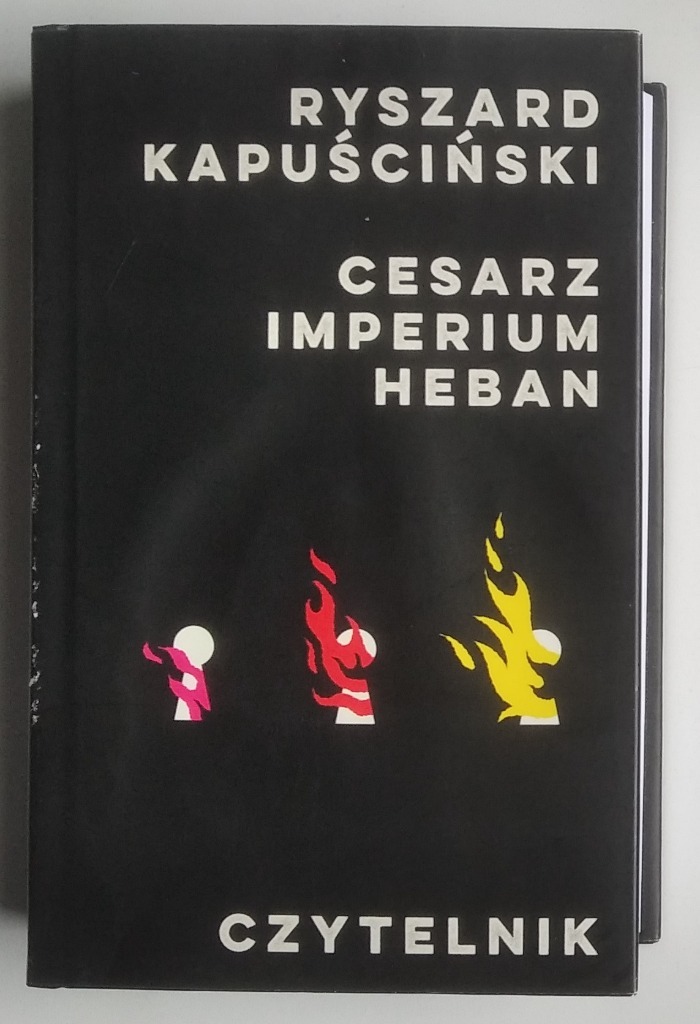 RYSZARD
KAPUŚCIŃSKI
CESARZ
IMPERIUM
HEBAN
CZYTELNIK